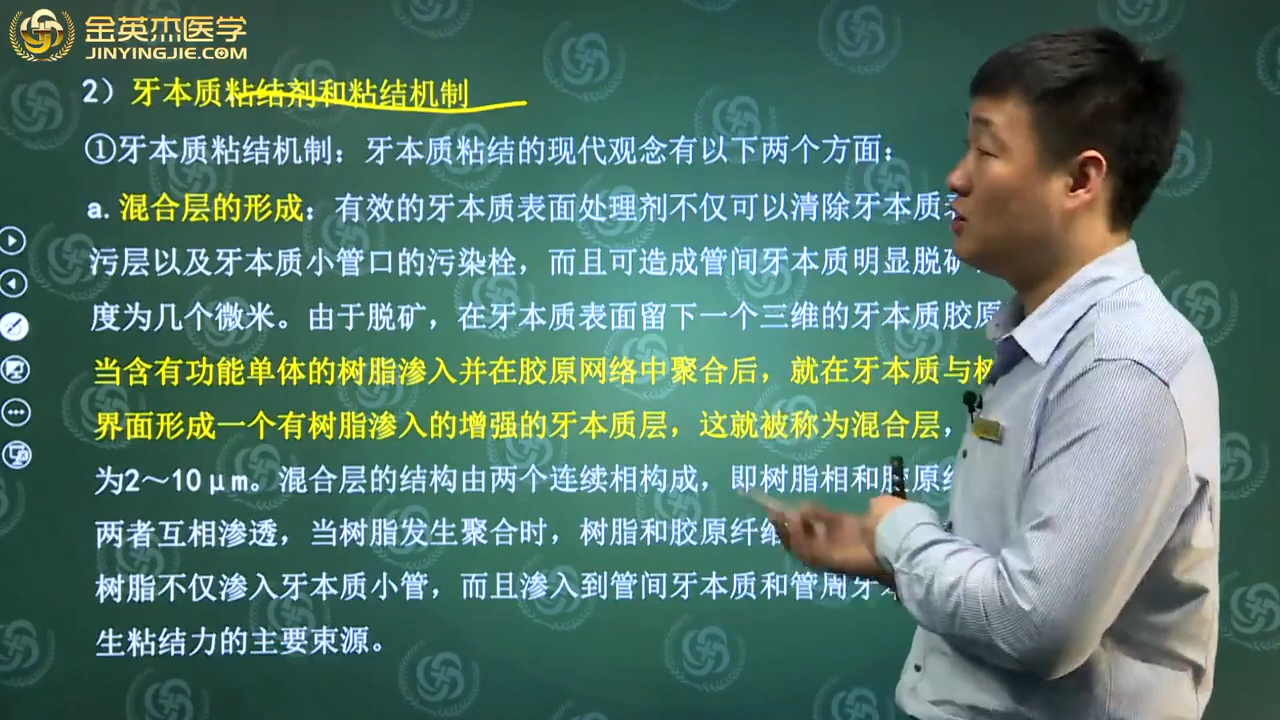 金英杰医学
JINYINGJIE.COM
2）牙本质粘结剂和粘结机制
①牙本质粘结机制：牙本质粘结的现代观念有以下两个方面：
a.混合层的形成：有效的牙本质表面处理剂不仅可以清除牙本质
污层以及牙本质小管口的污染栓，而且可造成管间牙本质明显脱矿
度为几个微米。由于脱矿，在牙本质表面留下一个三维的牙本质胶原
当含有功能单体的树脂渗入并在胶原网络中聚合后，就在牙本质与树
界面形成一个有树脂渗入的增强的牙本质层，这就被称为混合层，
为2～10μm。混合层的结构由两个连续相构成，即树脂相和胶原
两者互相渗透，当树脂发生聚合时，树脂和胶原纤
树脂不仅渗入牙本质小管，而且渗入到管间牙本质和管周牙
生粘结力的主要束源。